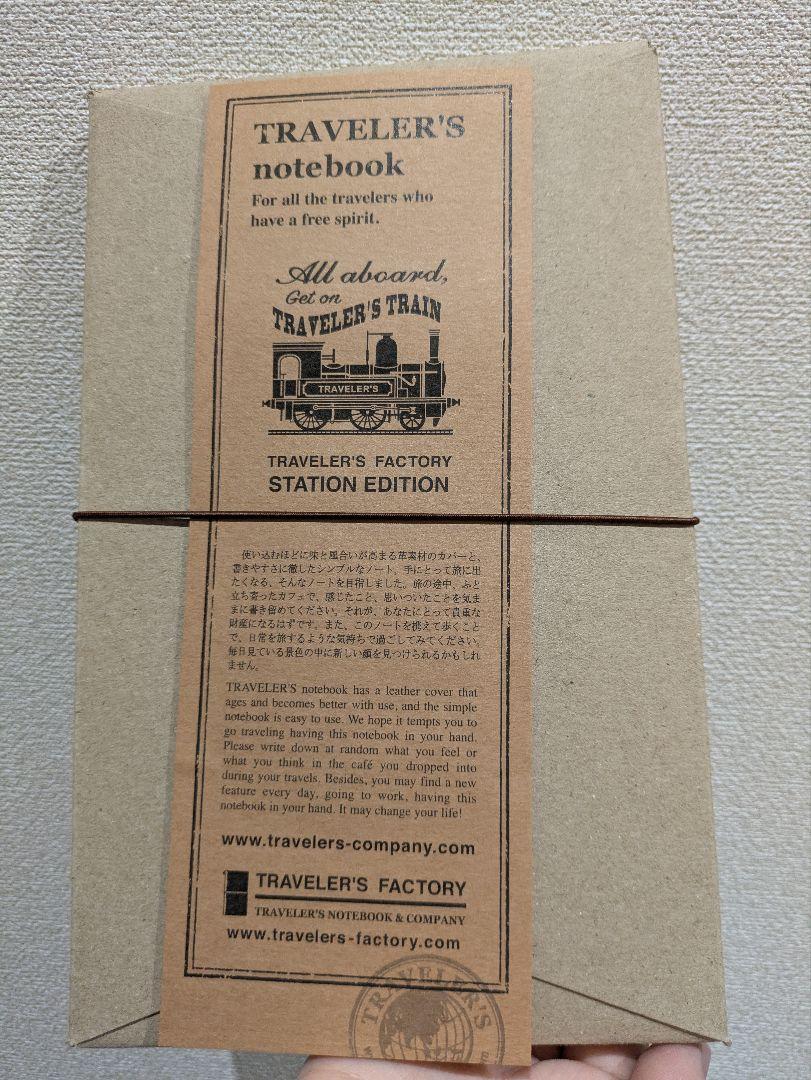 TRAVELER'S
notebook
For all the travelers who
have a free spirit.
All aboard,
Get on
TRAVELER'S TRAIN
TRAVELER'S
TRAVELER'S FACTORY
STATION EDITION
使い込むほどに味と風合いが高まる革素材のカバーと、
書きやすさに徹したシンプルなノート。手にとって旅に出
たくなる、そんなノートを目指しました。旅の途中、ふと
立ち寄ったカフェで、感じたこと、思いついたことを気ま
まに書き留めてください。それが、あなたにとって貴重な
財産になるはずです。また、このノートを携えて歩くこと
で、日常を旅するような気持ちで過ごしてみてください。
毎日見ている景色の中に新しい顔を見つけられるかもしれ
ません。
TRAVELER'S notebook has a leather cover that
ages and becomes better with use, and the simple
notebook is easy to use. We hope it tempts you to
go traveling having this notebook in your hand.
Please write down at random what you feel or
what you think in the café you dropped into
during your travels. Besides, you may find a new
feature every day, going to work, having this
notebook in your hand. It may change your life!
www.travelers-company.com
TRAVELER'S FACTORY
TRAVELER'S NOTEBOOK & COMPANY
www.travelers-factory.com
TRAVELER'S